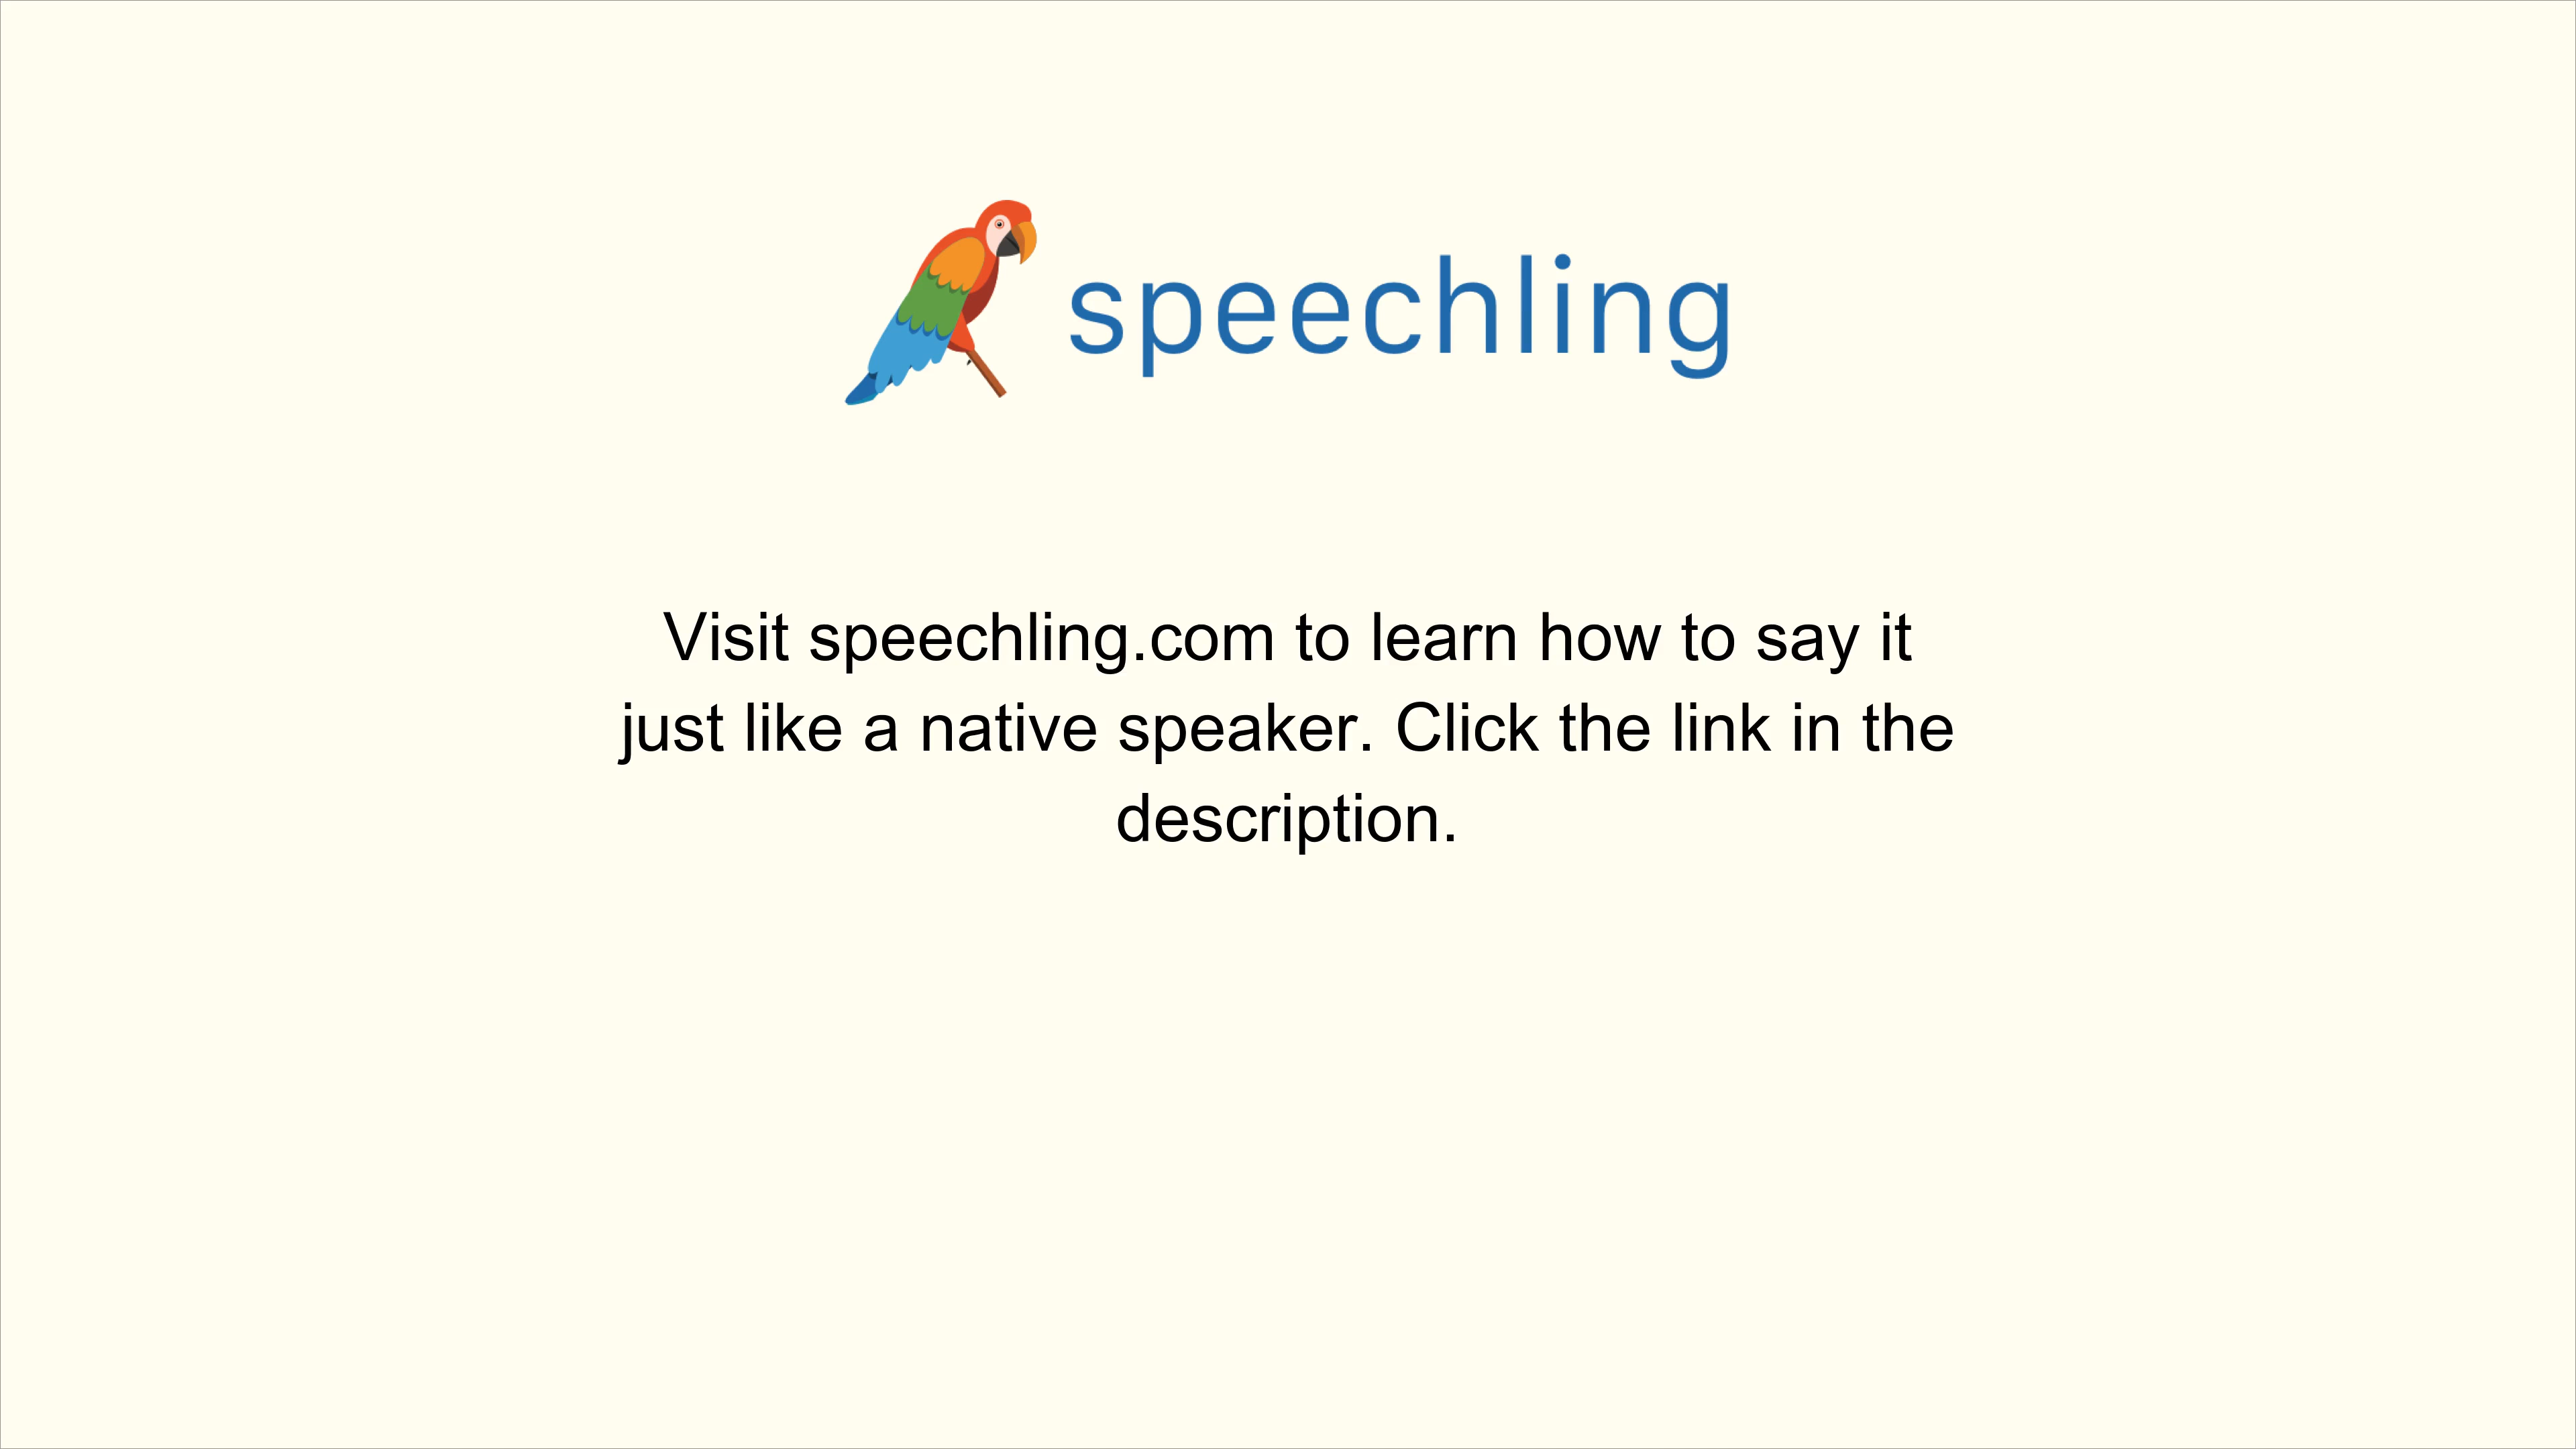 speechling
Visit speechling.com to learn how to say it
just like a native speaker. Click the link in the
description.